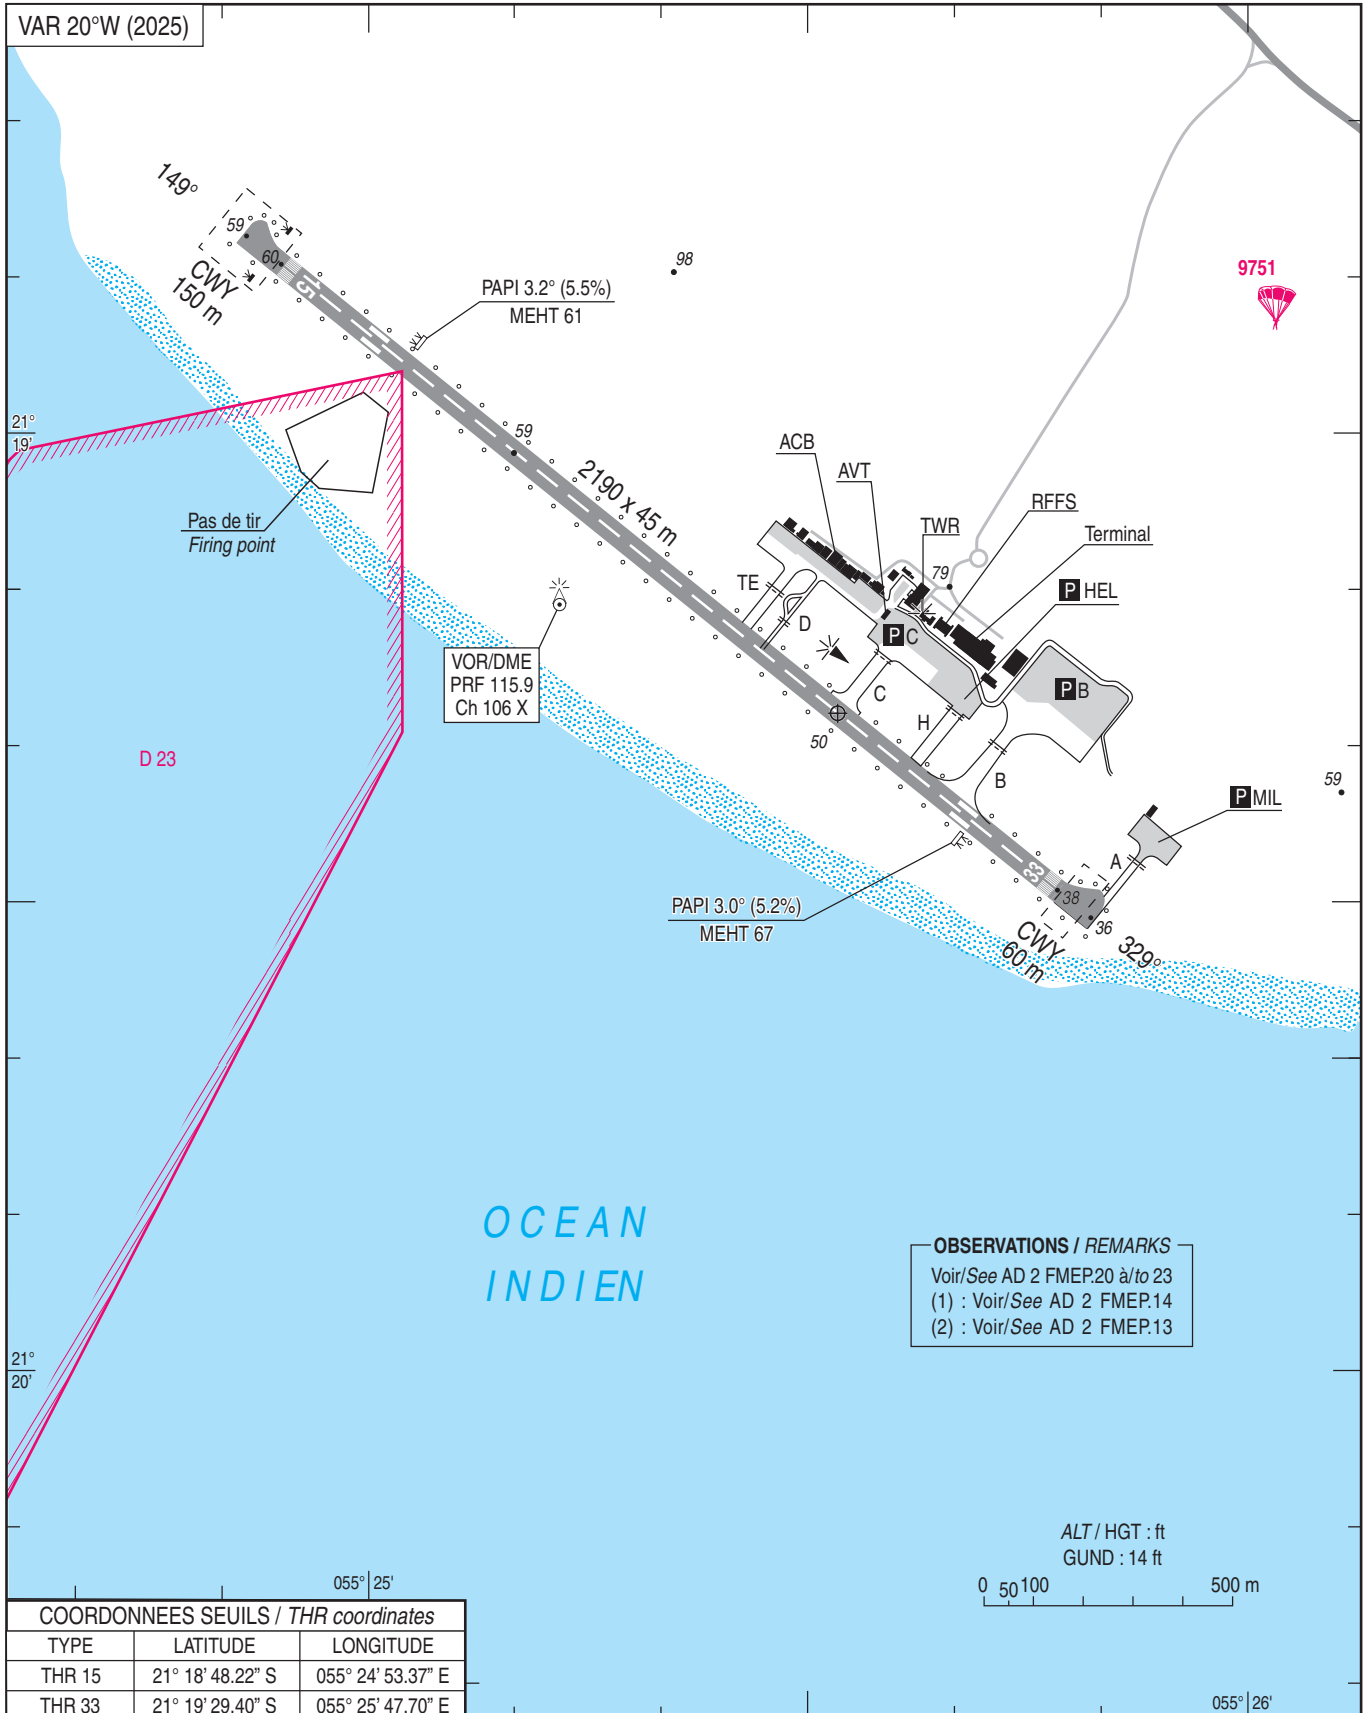 VAR 20°W (2025)
149°
59
60
CWY
150 m
15
98
9751
PAPI 3.2° (5.5%)
MEHT 61
21°
19'
59
2190 x 45 m
ACB
AVT
TWR
RFFS
79
Terminal
P HEL
Pas de tir
Firing point
TE
D
P C
C
P B
VOR/DME
PRF 115.9
Ch 106 X
H
50
B
D 23
59
P MIL
A
33
38
36
PAPI 3.0° (5.2%)
MEHT 67
CWY
60 m
329°
OCEAN
INDIEN
OBSERVATIONS / REMARKS
Voir/See AD 2 FMEP.20 à/to 23
(1) : Voir/See AD 2 FMEP.14
(2) : Voir/See AD 2 FMEP.13
21°
20'
ALT / HGT : ft
GUND : 14 ft
0 50 100 500 m
055° 25'
COORDONNEES SEUILS / THR coordinates
TYPE LATITUDE LONGITUDE
THR 15 21° 18' 48.22" S 055° 24' 53.37" E
THR 33 21° 19' 29.40" S 055° 25' 47.70" E
055° 26'